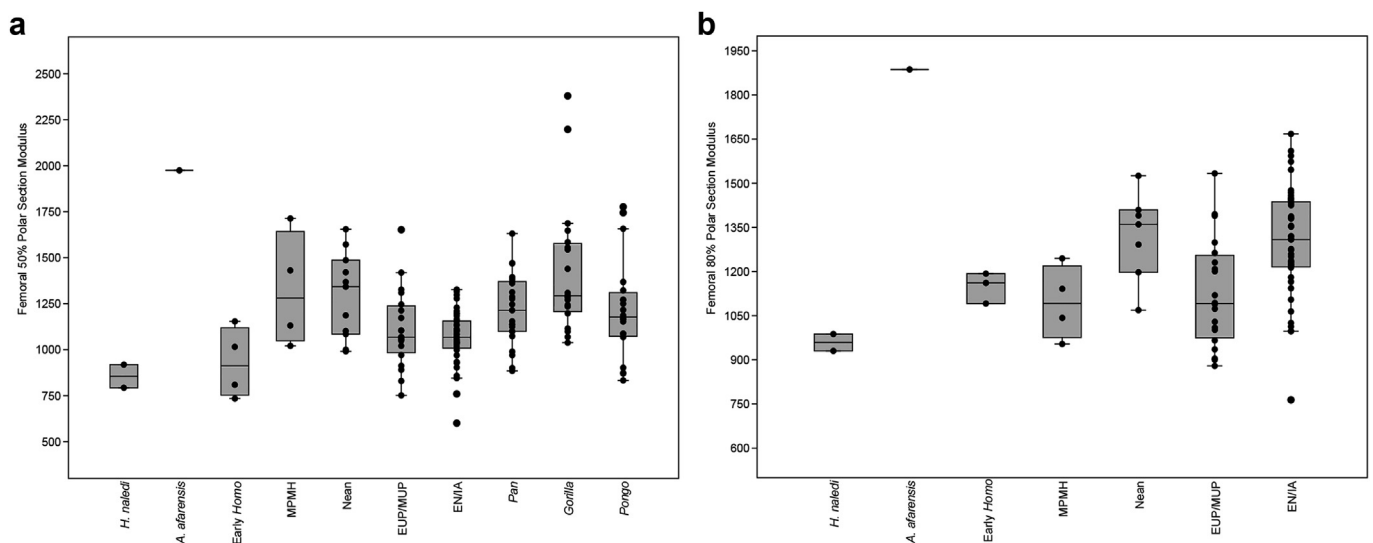 a
Femoral 50% Polar Section Modulus
2500
2250
2000
1750
1500
1250
1000
750
500
H. naledi
A. afarensis
Early Homo
MPMH
Nean
EUP/MUP
EN/IA
Pan
Gorilla
Pongo
b
Femoral 80% Polar Section Modulus
1950
1800
1650
1500
1350
1200
1050
900
750
600
H. naledi
A. afarensis
Early Homo
MPMH
Nean
EUP/MUP
EN/IA